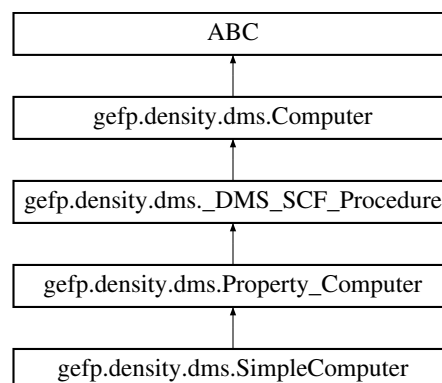 ABC
gefp.density.dms.Computer
gefp.density.dms._DMS_SCF_Procedure
gefp.density.dms.Property_Computer
gefp.density.dms.SimpleComputer